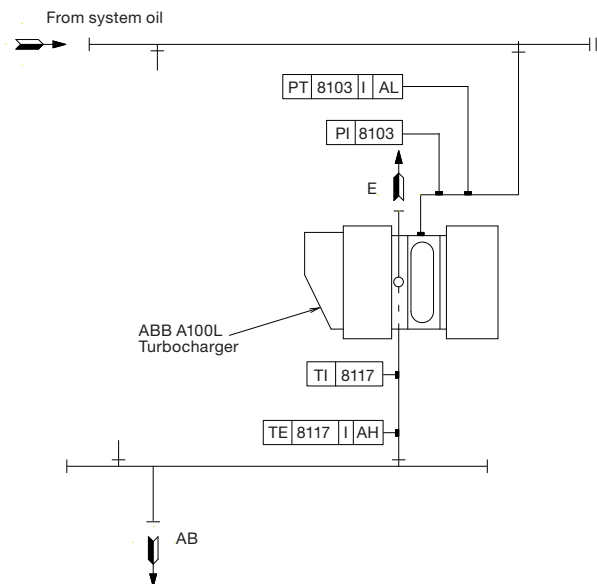 From system oil
PT 8103 I AL
PI 8103
E
ABB A100L
Turbocharger
TI 8117
TE 8117 I AH
AB